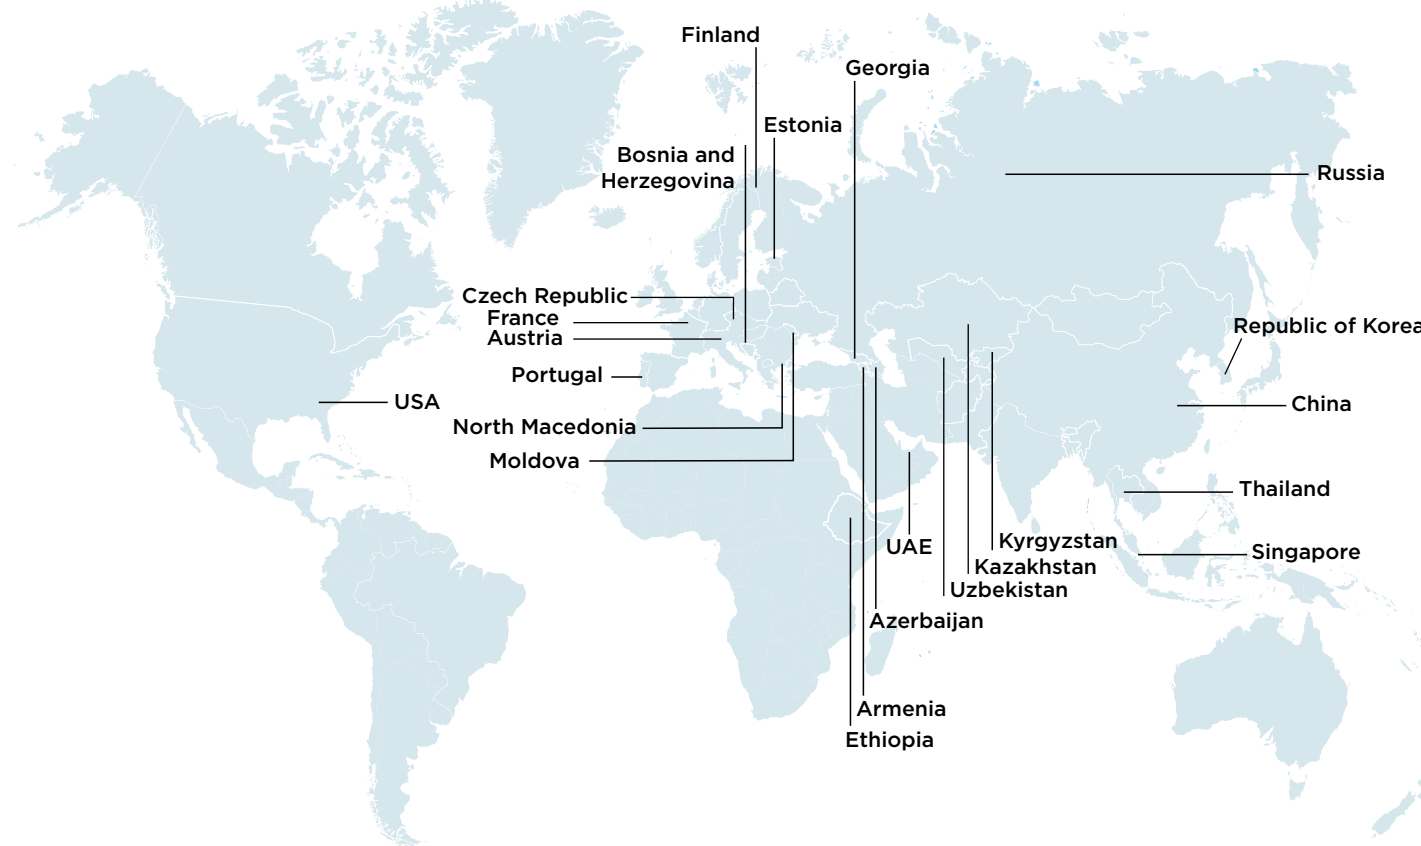 Finland
Georgia
Estonia
Bosnia and
Herzegovina
Russia
Czech Republic
France
Austria
Republic of Korea
Portugal
USA
China
North Macedonia
Moldova
Thailand
UAE
Kyrgyzstan
Singapore
Kazakhstan
Uzbekistan
Azerbaijan
Armenia
Ethiopia